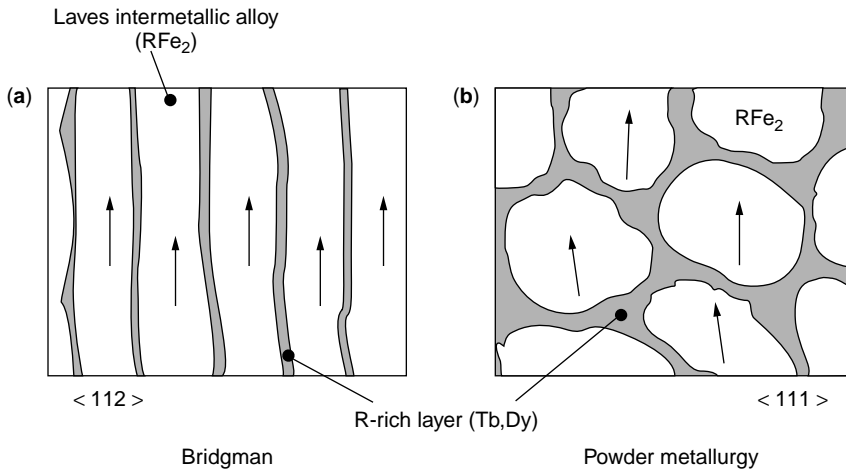 Laves intermetallic alloy
(RFe₂)
(a)
(b)
RFe₂
< 112 >
< 111 >
R-rich layer (Tb,Dy)
Bridgman
Powder metallurgy